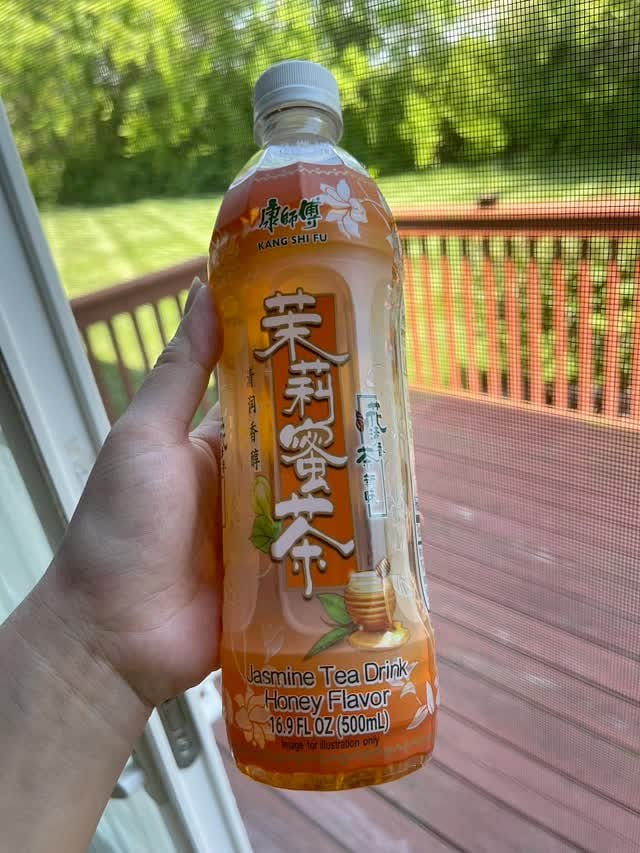 康師傅
KANG SHI FU
茉莉蜜茶
清润香醇
Jasmine Tea Drink
Honey Flavor
16.9 FL OZ (500mL)
Image for illustration only